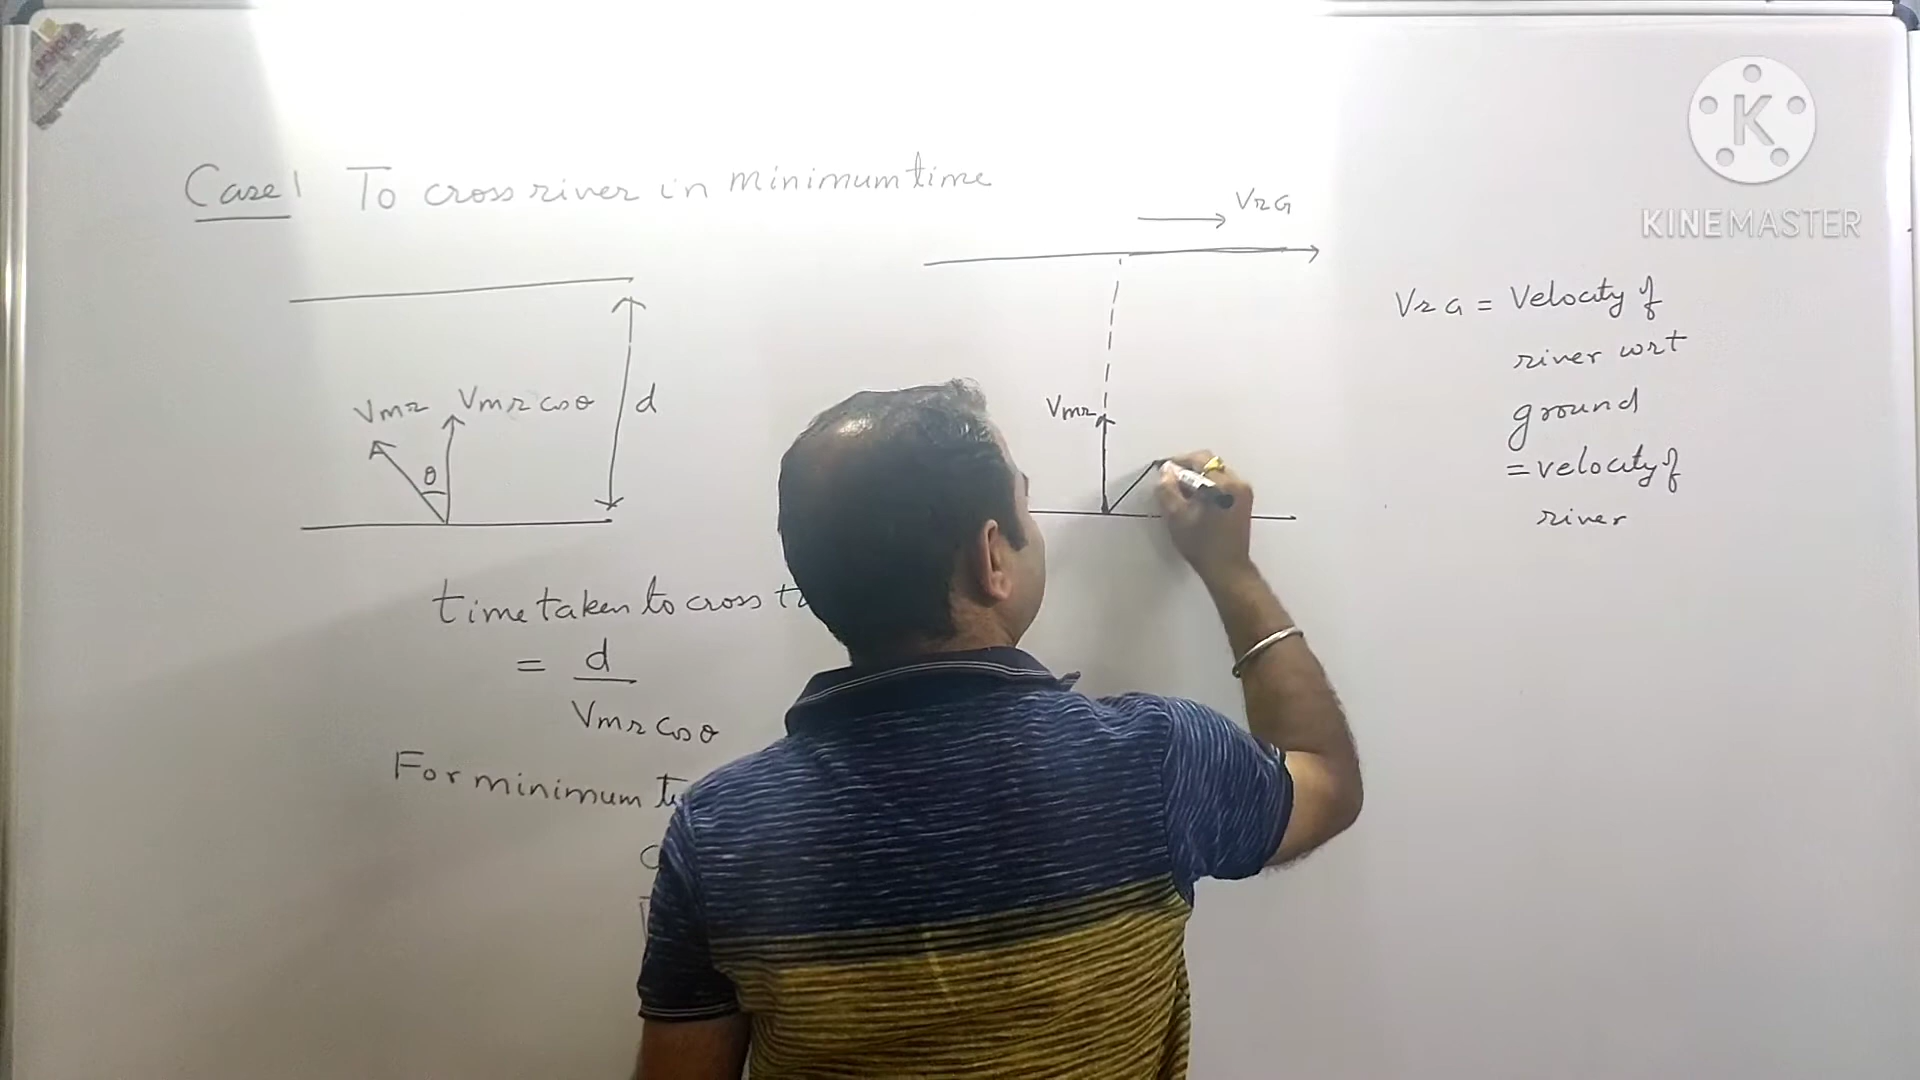 Case 1 To cross river in minimum time
VrG
Vmr
Vmr cosθ
θ
d
Vmr
time taken to cross
= d
Vmr cosθ
For minimum
VrG = Velocity of
river wrt
ground
= velocity of
river
K
KINEMASTER